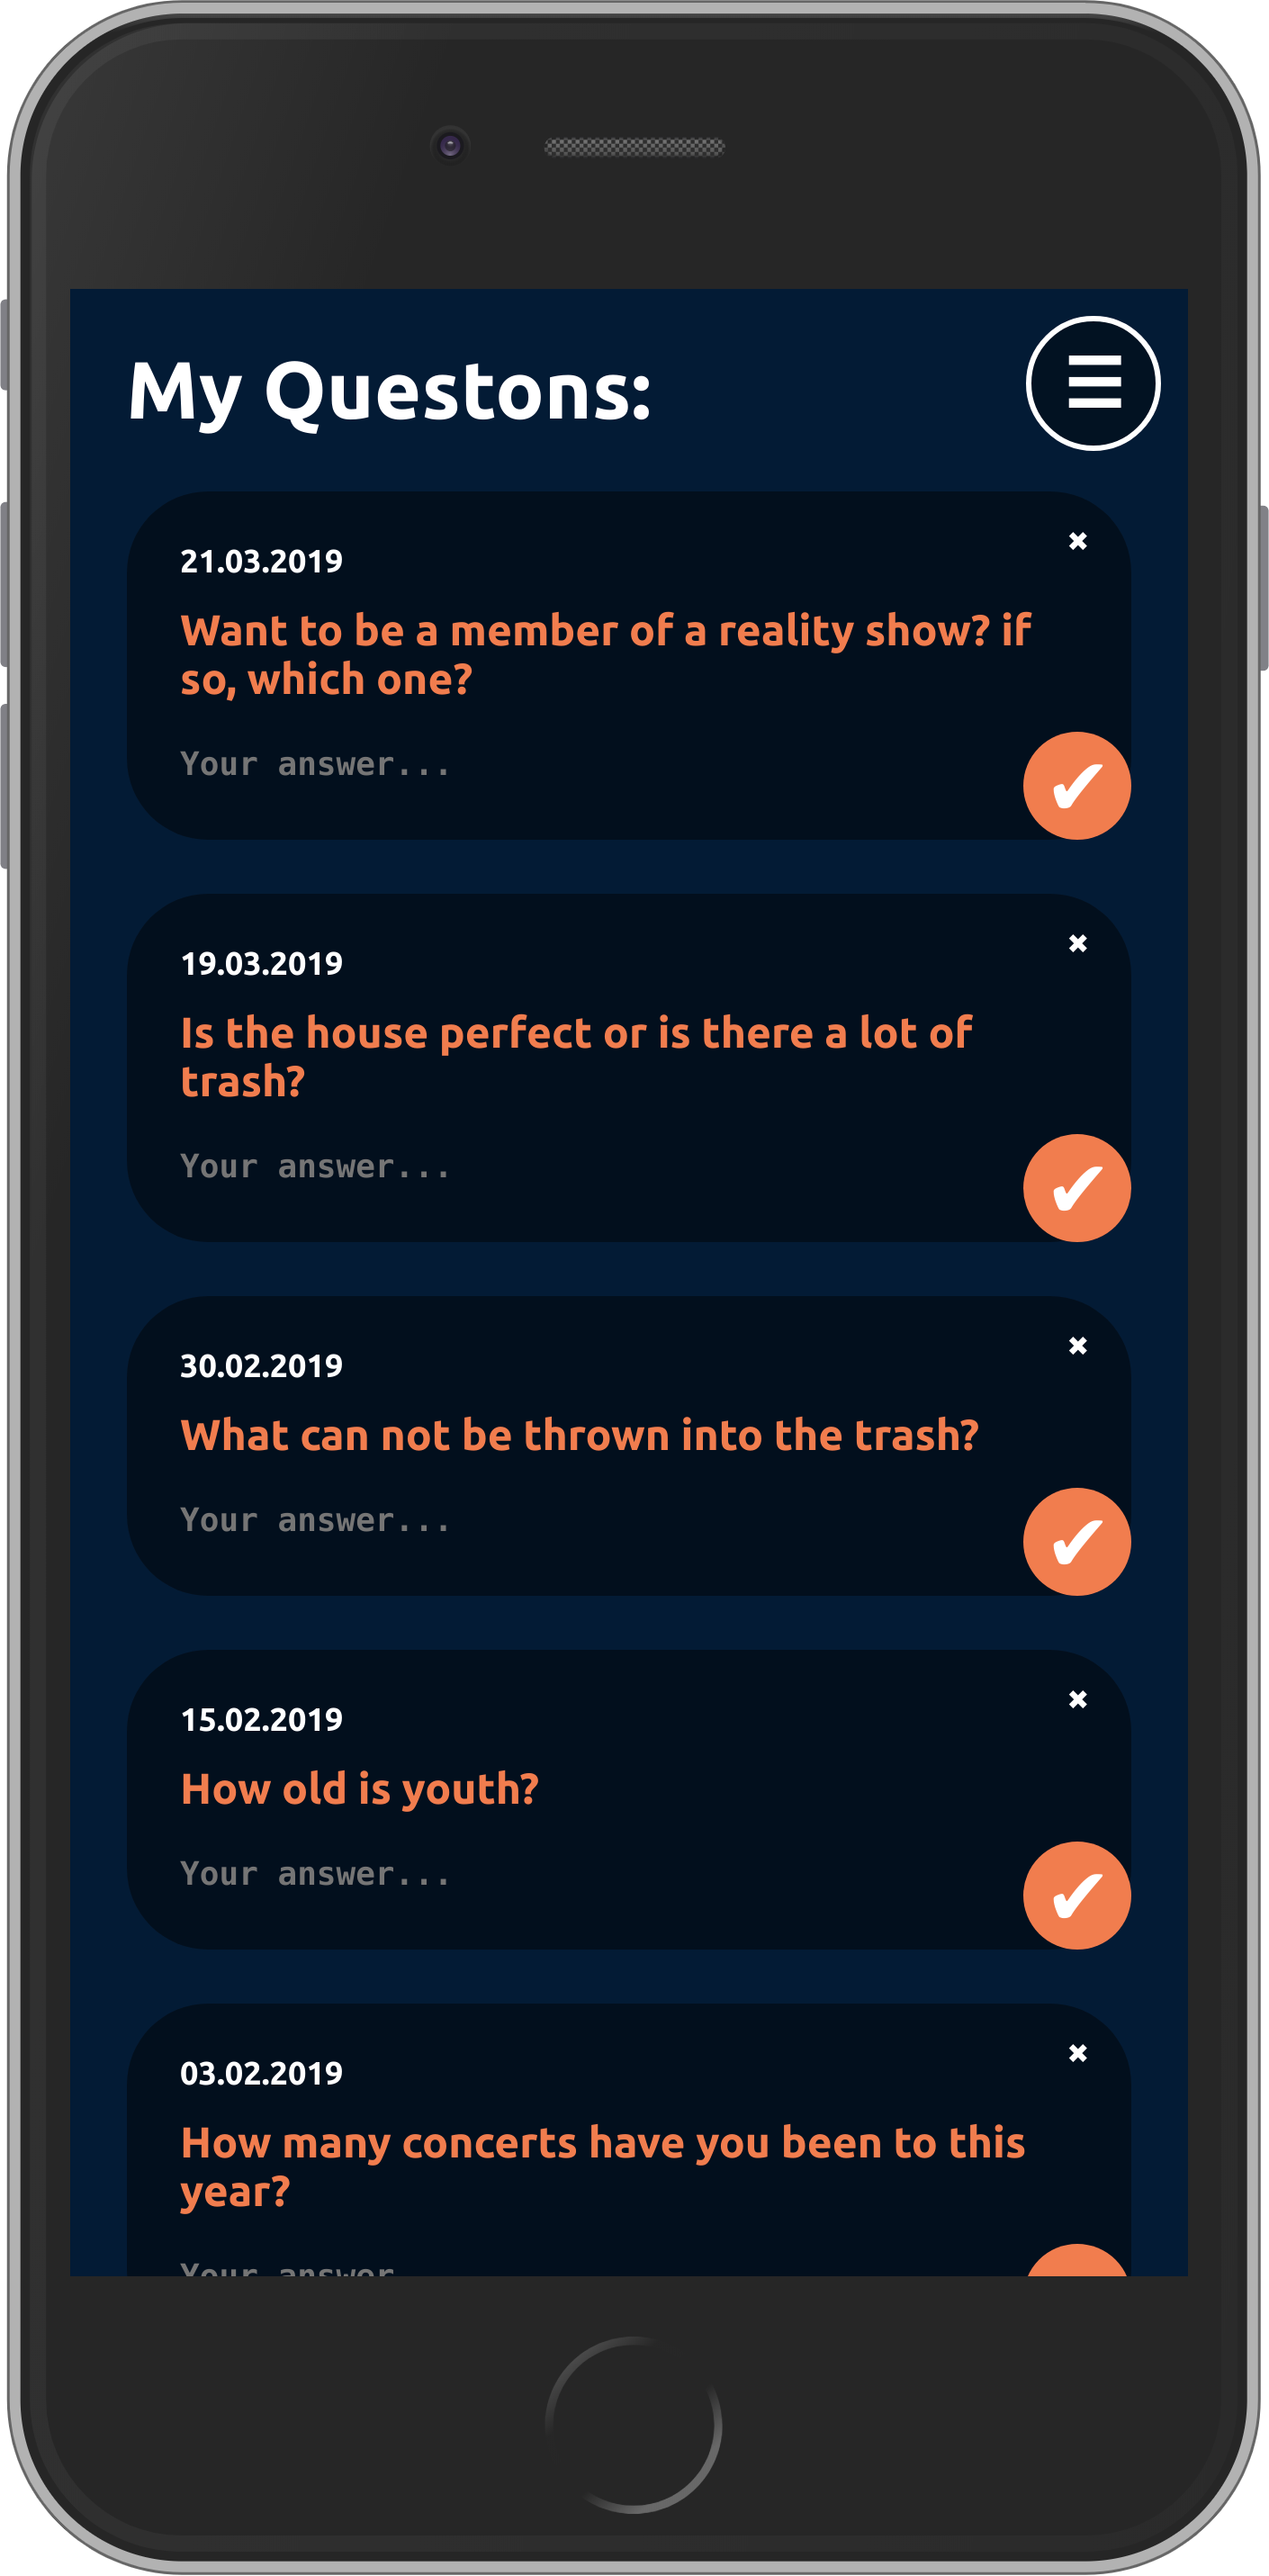 My Questons:
21.03.2019
Want to be a member of a reality show? if
so, which one?
Your answer...
19.03.2019
Is the house perfect or is there a lot of
trash?
Your answer...
30.02.2019
What can not be thrown into the trash?
Your answer...
15.02.2019
How old is youth?
Your answer...
03.02.2019
How many concerts have you been to this
year?
Your answer